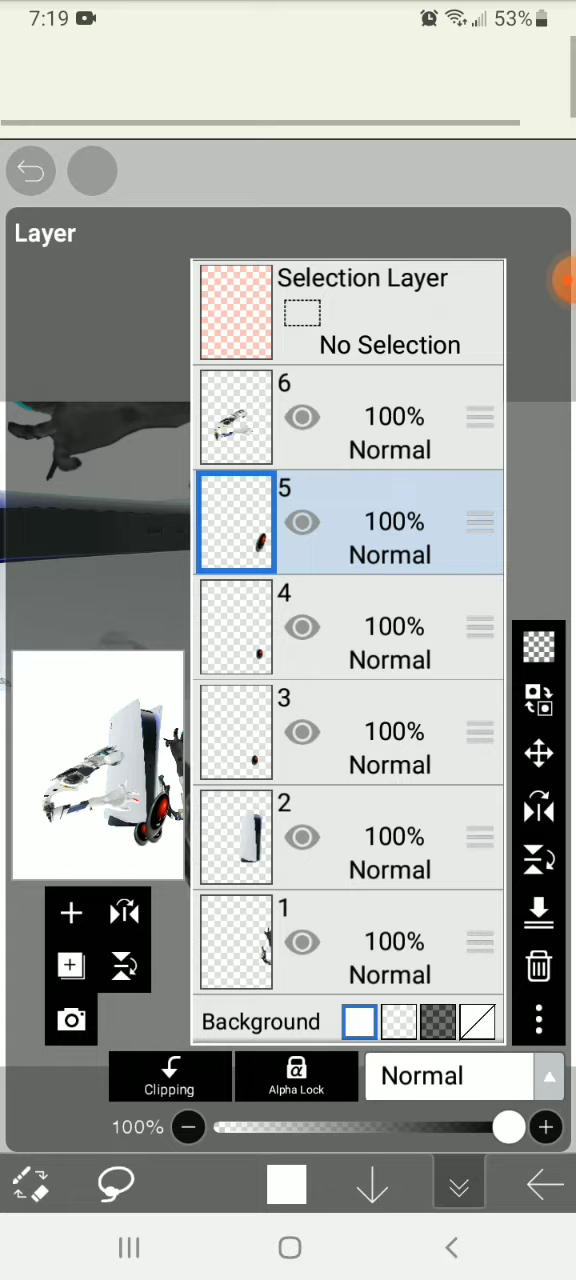 7:19 53%
Layer
Selection Layer
No Selection
6
100%
Normal
5
100%
Normal
4
100%
Normal
3
100%
Normal
2
100%
Normal
1
100%
Normal
Background
Clipping
α
Alpha Lock
Normal
100%